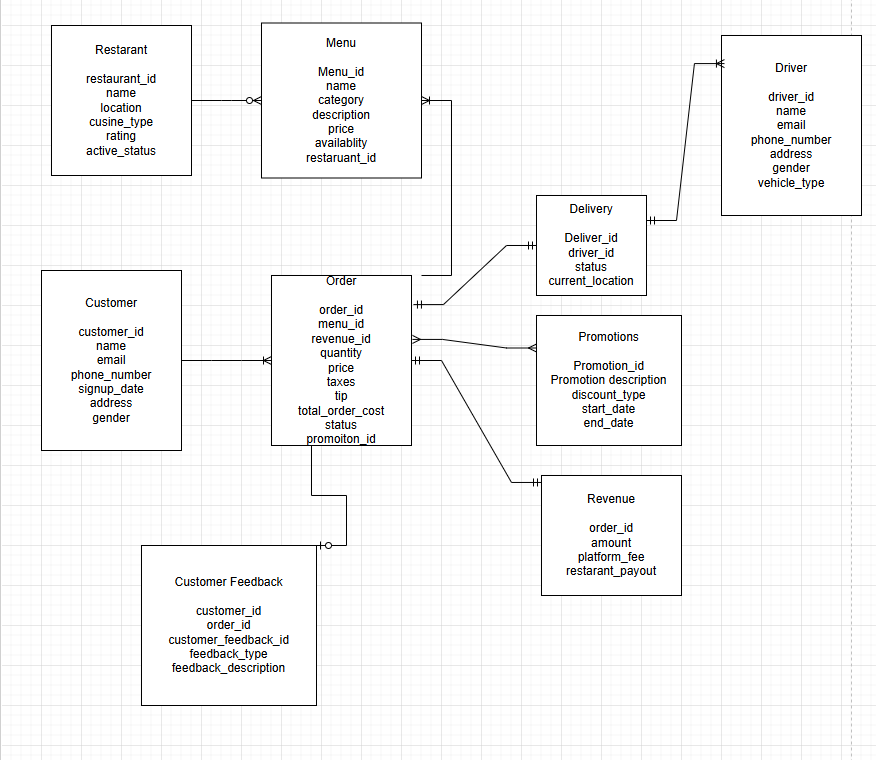 Restarant
restaurant_id
name
location
cusine_type
rating
active_status
Menu
Menu_id
name
category
description
price
availablity
restaruant_id
Driver
driver_id
name
email
phone_number
address
gender
vehicle_type
Delivery
Deliver_id
driver_id
status
current_location
Customer
customer_id
name
email
phone_number
signup_date
address
gender
Order
order_id
menu_id
revenue_id
quantity
price
taxes
tip
total_order_cost
status
promoiton_id
Promotions
Promotion_id
Promotion description
discount_type
start_date
end_date
Revenue
order_id
amount
platform_fee
restarant_payout
Customer Feedback
customer_id
order_id
customer_feedback_id
feedback_type
feedback_description